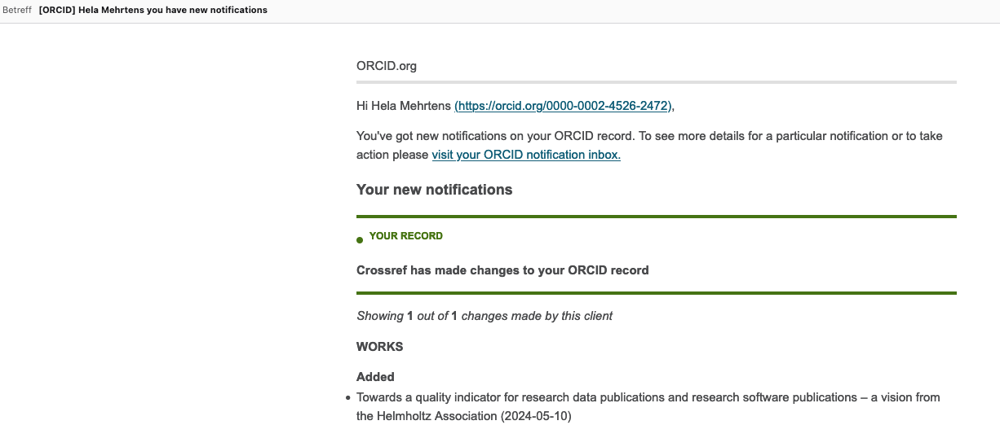 Betreff [ORCID] Hela Mehrtens you have new notifications
ORCID.org
Hi Hela Mehrtens (https://orcid.org/0000-0002-4526-2472),
You've got new notifications on your ORCID record. To see more details for a particular notification or to take
action please visit your ORCID notification inbox.
Your new notifications
YOUR RECORD
Crossref has made changes to your ORCID record
Showing 1 out of 1 changes made by this client
WORKS
Added
• Towards a quality indicator for research data publications and research software publications – a vision from
the Helmholtz Association (2024-05-10)